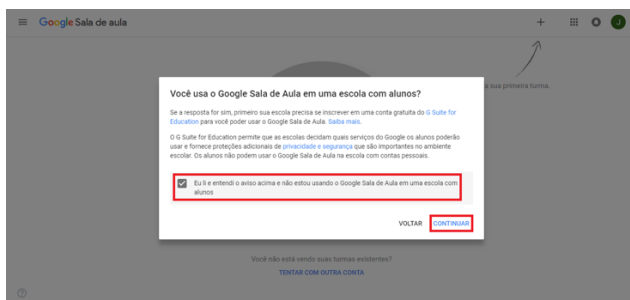 Google Sala de aula
J
sua primeira turma.
Você usa o Google Sala de Aula em uma escola com alunos?
Se a resposta for sim, primeiro sua escola precisa se inscrever em uma conta gratuita do G Suite for
Education para você poder usar o Google Sala de Aula. Saiba mais.
O G Suite for Education permite que as escolas decidam quais serviços do Google os alunos poderão
usar e fornece proteções adicionais de privacidade e segurança que são importantes no ambiente
escolar. Os alunos não podem usar o Google Sala de Aula na escola com contas pessoais.
Eu li e entendi o aviso acima e não estou usando o Google Sala de Aula em uma escola com
alunos
VOLTAR CONTINUAR
Você não está vendo suas turmas existentes?
TENTAR COM OUTRA CONTA